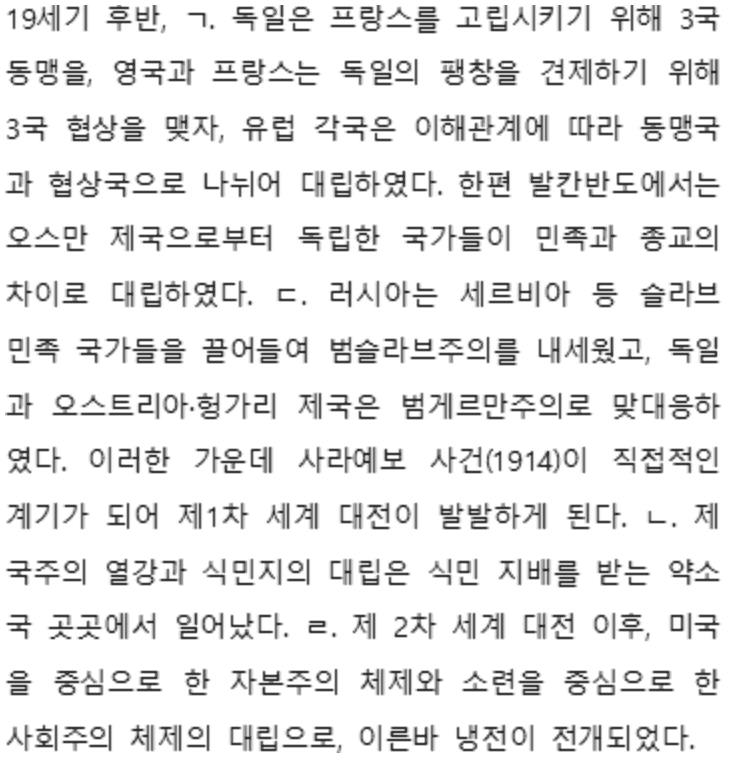 19세기 후반, ㄱ. 독일은 프랑스를 고립시키기 위해 3국
동맹을, 영국과 프랑스는 독일의 팽창을 견제하기 위해
3국 협상을 맺자, 유럽 각국은 이해관계에 따라 동맹국
과 협상국으로 나뉘어 대립하였다. 한편 발칸반도에서는
오스만 제국으로부터 독립한 국가들이 민족과 종교의
차이로 대립하였다. ㄷ. 러시아는 세르비아 등 슬라브
민족 국가들을 끌어들여 범슬라브주의를 내세웠고, 독일
과 오스트리아·헝가리 제국은 범게르만주의로 맞대응하
였다. 이러한 가운데 사라예보 사건(1914)이 직접적인
계기가 되어 제1차 세계 대전이 발발하게 된다. ㄴ. 제
국주의 열강과 식민지의 대립은 식민 지배를 받는 약소
국 곳곳에서 일어났다. ㄹ. 제 2차 세계 대전 이후, 미국
을 중심으로 한 자본주의 체제와 소련을 중심으로 한
사회주의 체제의 대립으로, 이른바 냉전이 전개되었다.